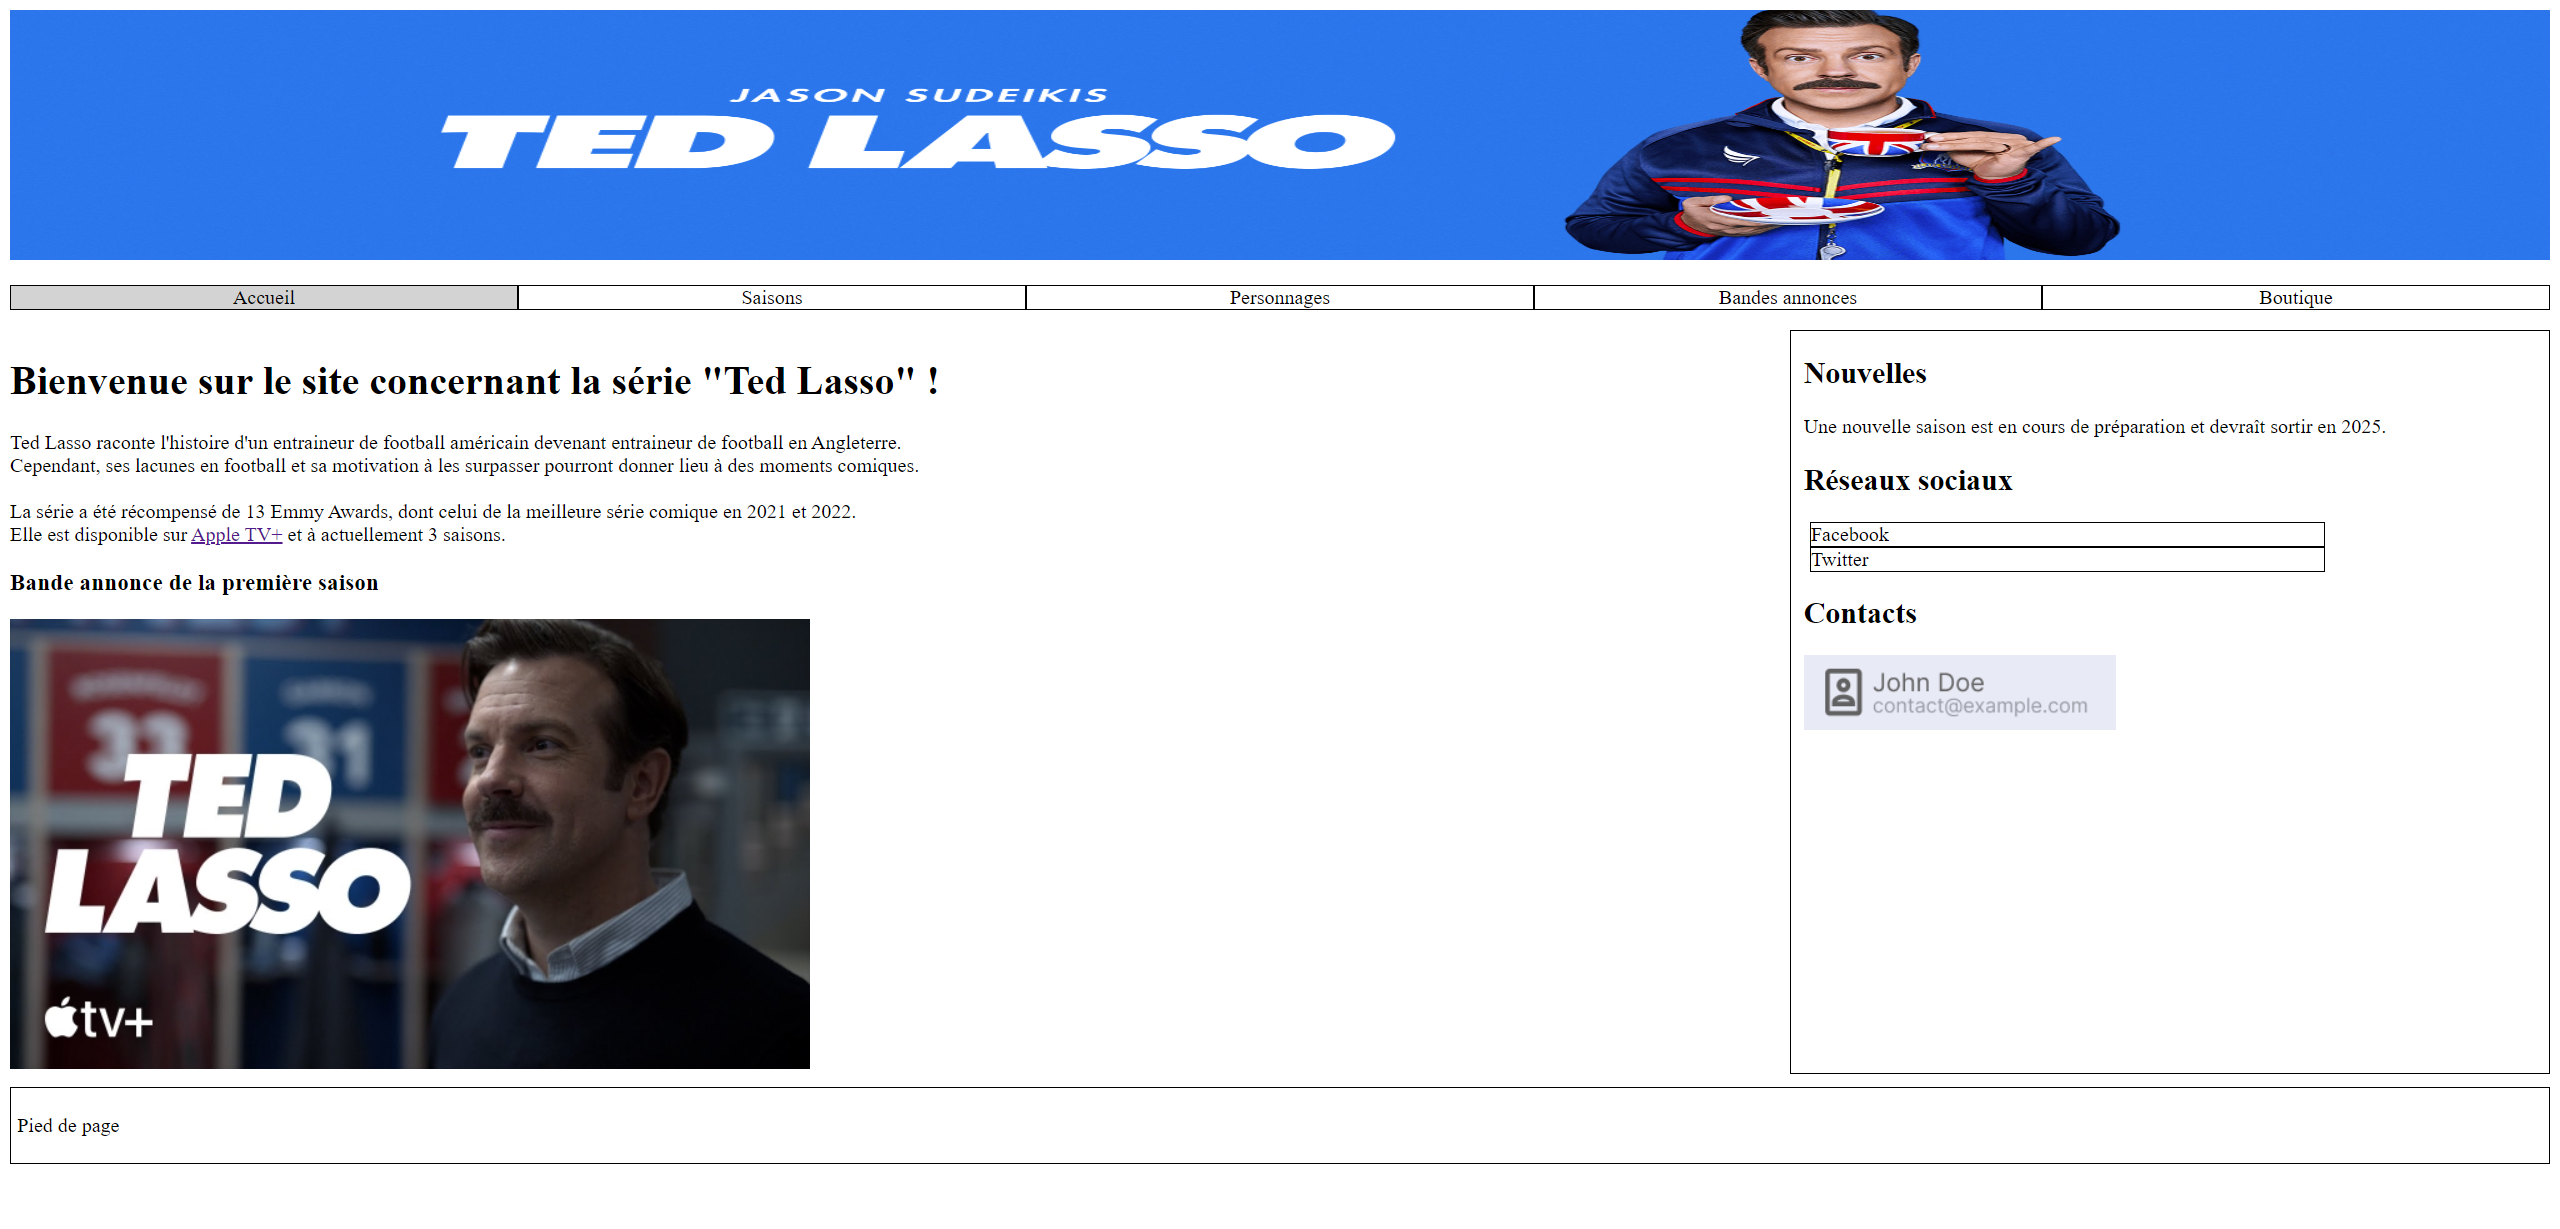 JASON SUDEIKIS
TED LASSO
Accueil
Saisons
Personnages
Bandes annonces
Boutique
Bienvenue sur le site concernant la série "Ted Lasso" !
Ted Lasso raconte l'histoire d'un entraineur de football américain devenant entraineur de football en Angleterre.
Cependant, ses lacunes en football et sa motivation à les surpasser pourront donner lieu à des moments comiques.
La série a été récompensé de 13 Emmy Awards, dont celui de la meilleure série comique en 2021 et 2022.
Elle est disponible sur Apple TV+ et à actuellement 3 saisons.
Bande annonce de la première saison
33
31
TED
LASSO
tv+
Nouvelles
Une nouvelle saison est en cours de préparation et devraît sortir en 2025.
Réseaux sociaux
Facebook
Twitter
Contacts
John Doe
contact@example.com
Pied de page